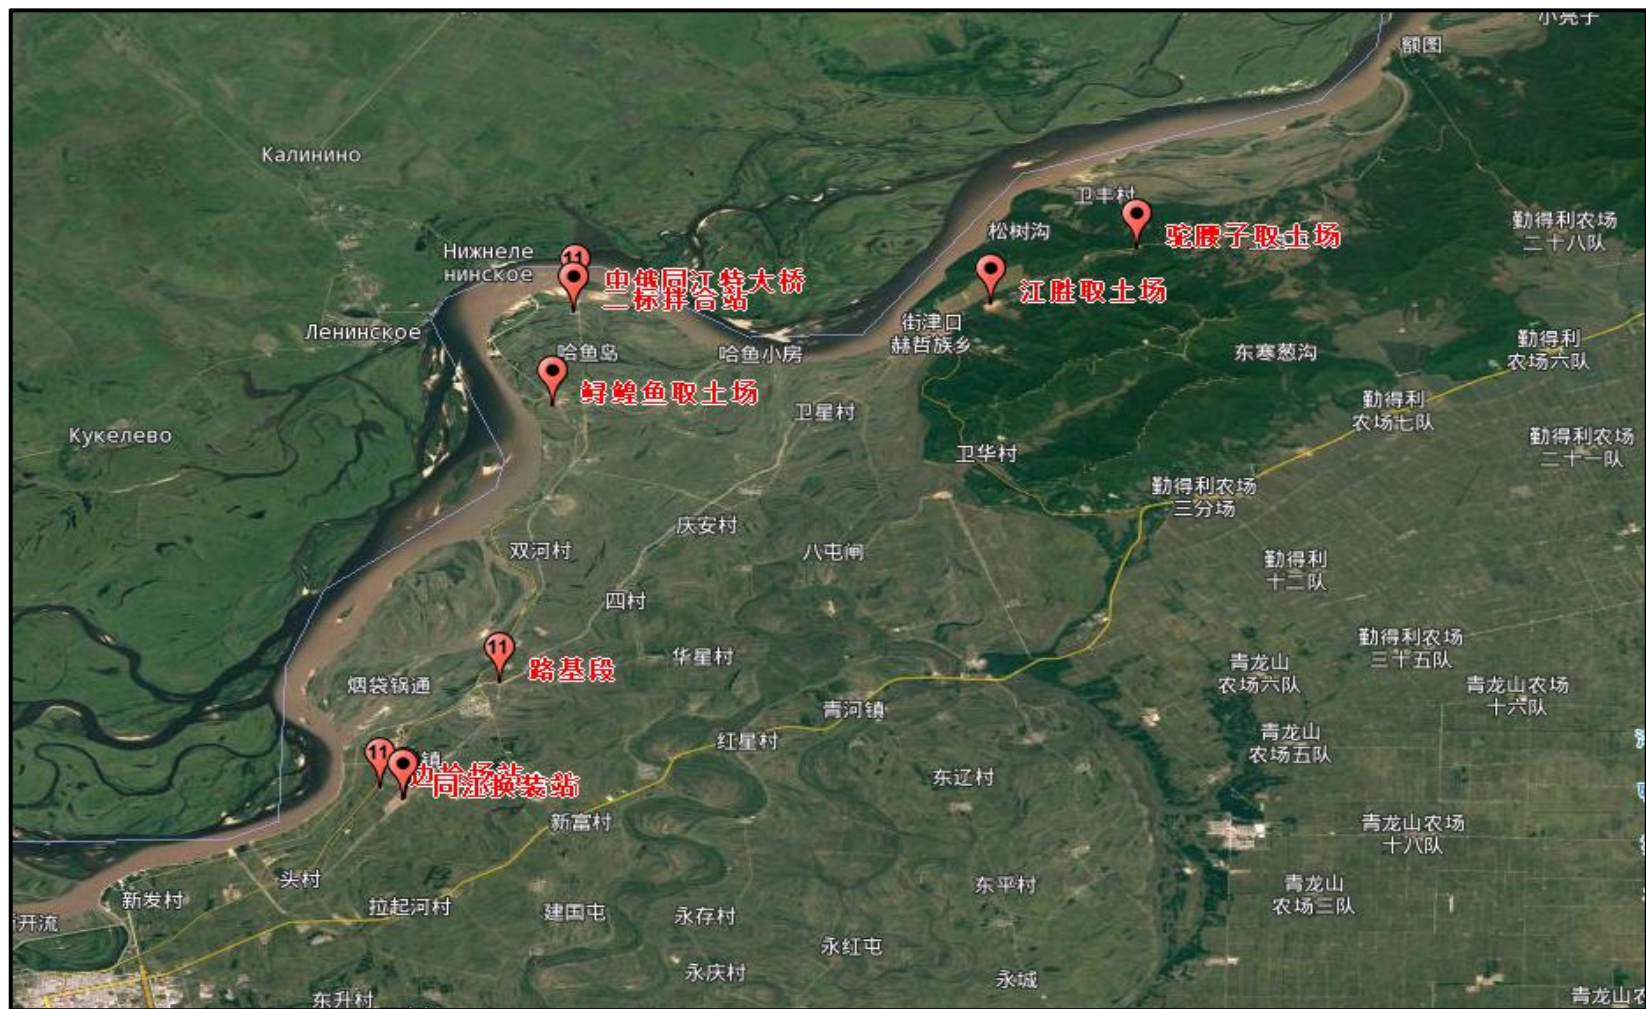 额图
Калинино
卫丰村
勤得利农场
二十八队
松树沟
驼腰子取土场
Нижнеле
нинское
11
中俄同江特大桥
二标拌合站
江胜取土场
Ленинское
街津口
赫哲族乡
哈鱼岛
哈鱼小房
东寒葱沟
勤得利
农场六队
鲟鳇鱼取土场
卫星村
勤得利
农场七队
Кукелево
勤得利农场
二十一队
卫华村
勤得利农场
三分场
庆安村
双河村
八屯闸
勤得利
十二队
四村
11
路基段
华星村
勤得利农场
三十五队
烟袋锅通
青龙山
农场六队
青龙山农场
十六队
青河镇
红星村
青龙山
农场五队
11
镇
同江换装站
东辽村
新富村
青龙山农场
十八队
头村
新发村
拉起河村
建国屯
永存村
东平村
青龙山
农场三队
开流
永红屯
永庆村
永城
东升村
青龙山农